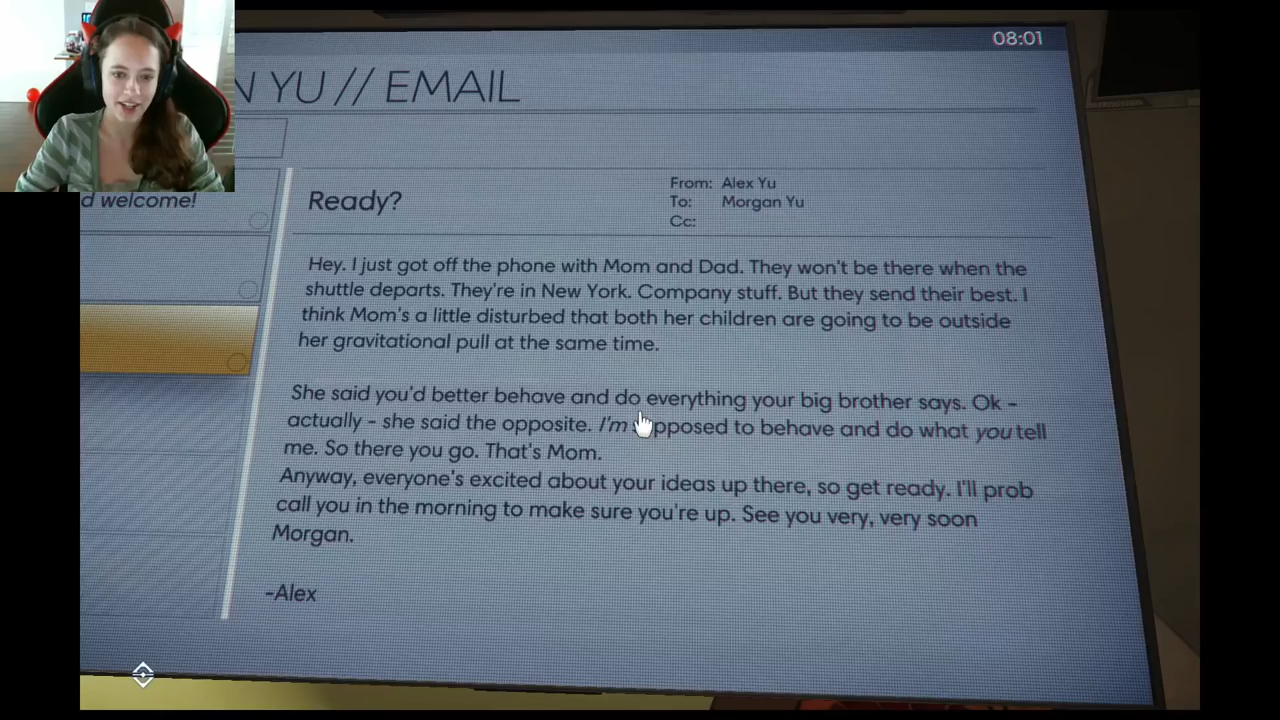 08:01
N YU // EMAIL
d welcome!
Ready?
From: Alex Yu
To: Morgan Yu
Cc:
Hey. I just got off the phone with Mom and Dad. They won't be there when the
shuttle departs. They're in New York. Company stuff. But they send their best. I
think Mom's a little disturbed that both her children are going to be outside
her gravitational pull at the same time.
She said you'd better behave and do everything your big brother says. Ok -
actually - she said the opposite. I'm pposed to behave and do what you tell
me. So there you go. That's Mom.
Anyway, everyone's excited about your ideas up there, so get ready. I'll prob
call you in the morning to make sure you're up. See you very, very soon
Morgan.
-Alex